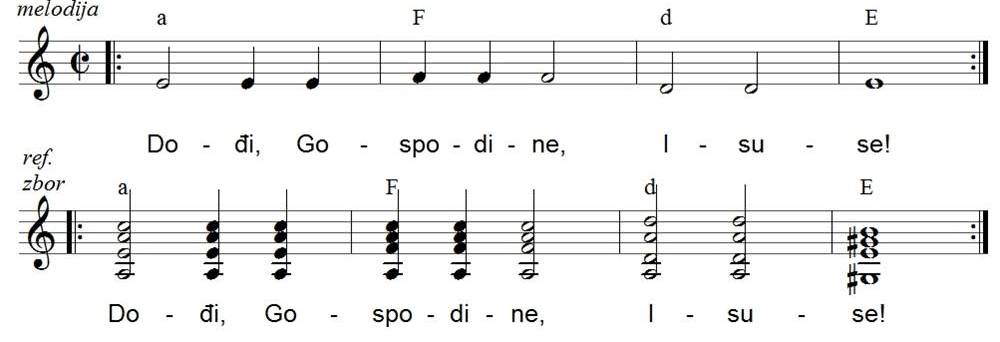 melodija
a F d E
Do - đi, Go - spo - di - ne, I - su - se!
ref.
zbor
a F d E
Do - đi, Go - spo - di - ne, I - su - se!